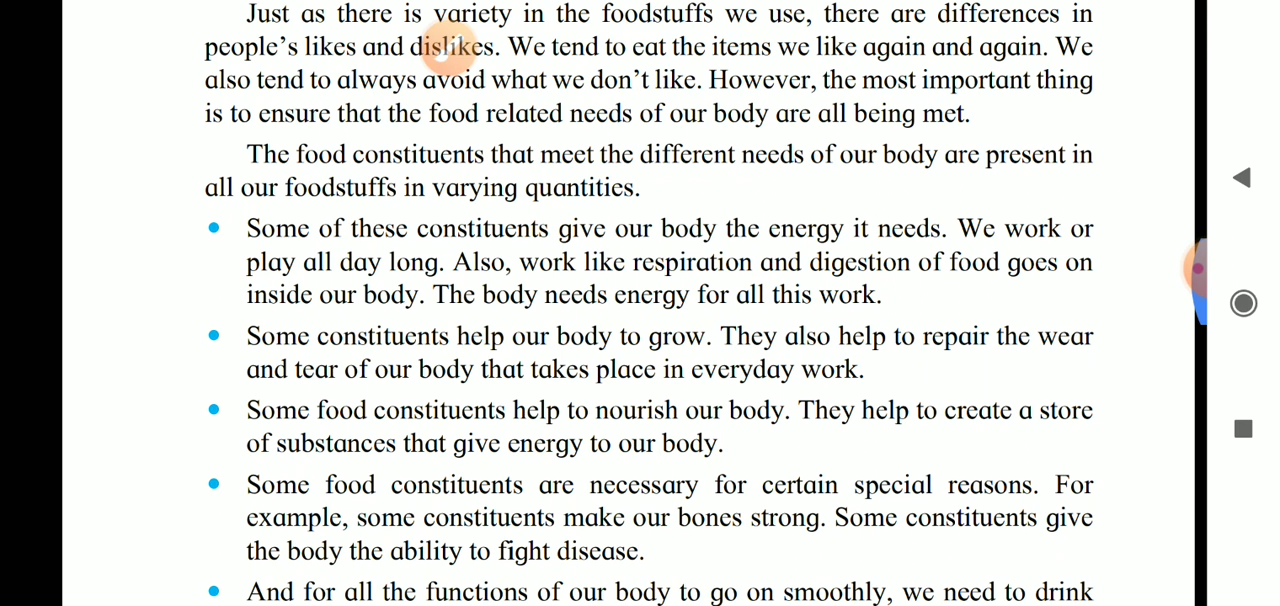 Just as there is variety in the foodstuffs we use, there are differences in
people’s likes and dislikes. We tend to eat the items we like again and again. We
also tend to always avoid what we don’t like. However, the most important thing
is to ensure that the food related needs of our body are all being met.
The food constituents that meet the different needs of our body are present in
all our foodstuffs in varying quantities.
• Some of these constituents give our body the energy it needs. We work or
play all day long. Also, work like respiration and digestion of food goes on
inside our body. The body needs energy for all this work.
• Some constituents help our body to grow. They also help to repair the wear
and tear of our body that takes place in everyday work.
• Some food constituents help to nourish our body. They help to create a store
of substances that give energy to our body.
• Some food constituents are necessary for certain special reasons. For
example, some constituents make our bones strong. Some constituents give
the body the ability to fight disease.
• And for all the functions of our body to go on smoothly, we need to drink